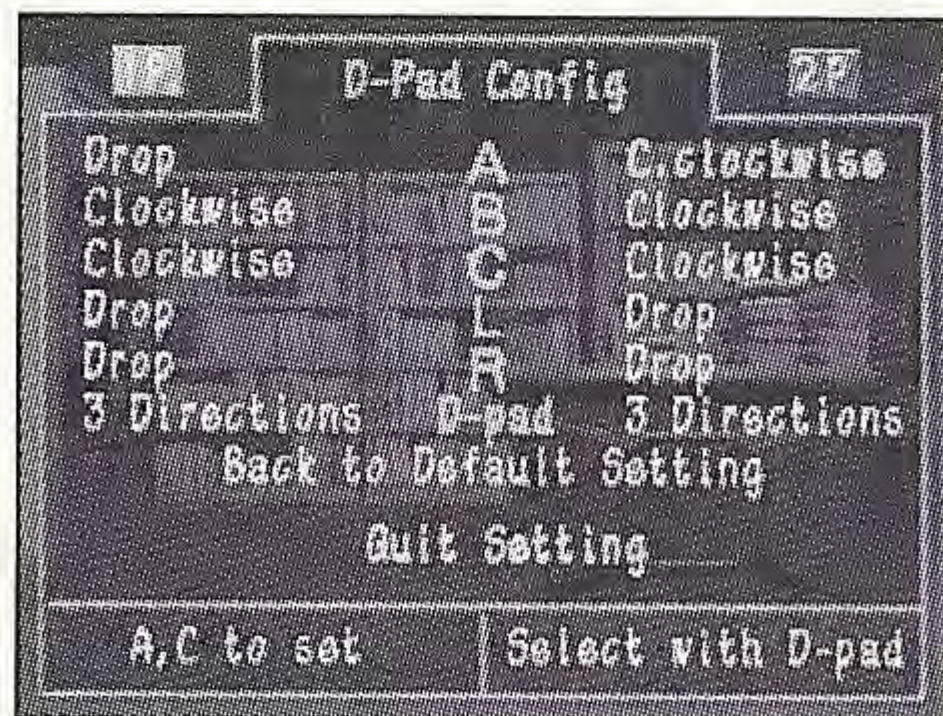 1P D-Pad Config 2P
Drop A C.clockwise
Clockwise B Clockwise
Clockwise C Clockwise
Drop L Drop
Drop R Drop
3 Directions D-pad 3 Directions
Back to Default Setting
Quit Setting
A,C to set Select with D-pad